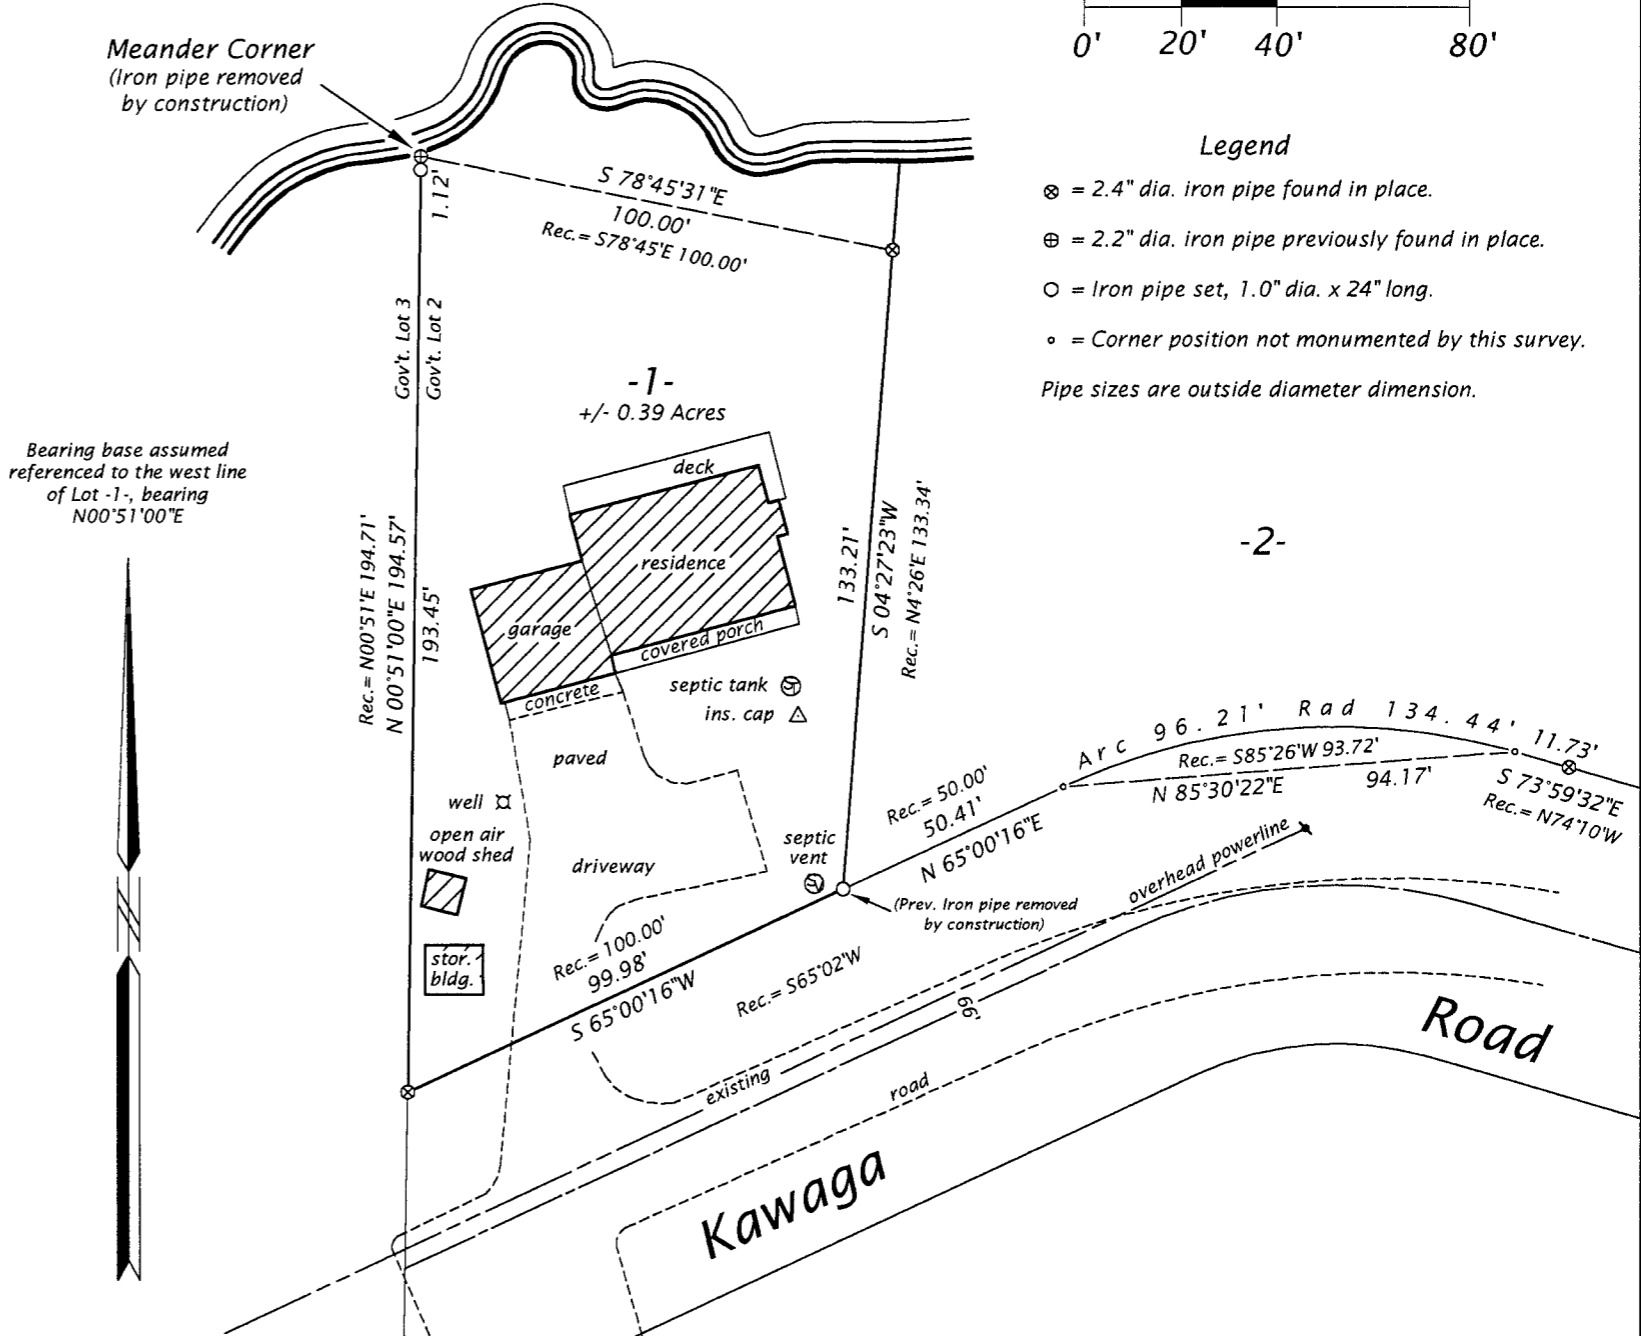 0' 20' 40' 80'
Meander Corner
(Iron pipe removed
by construction)
Legend
⊗ = 2.4" dia. iron pipe found in place.
⊕ = 2.2" dia. iron pipe previously found in place.
○ = Iron pipe set, 1.0" dia. x 24" long.
∘ = Corner position not monumented by this survey.
Pipe sizes are outside diameter dimension.
1.12'
S 78°45'31"E
100.00'
Rec.= S78°45'E 100.00'
Gov't. Lot 3
Gov't. Lot 2
-1-
+/- 0.39 Acres
Bearing base assumed
referenced to the west line
of Lot -1-, bearing
N00°51'00"E
Rec.= N00°51'E 194.71'
N 00°51'00"E 194.57'
193.45'
deck
residence
garage
covered porch
concrete
septic tank
ins. cap
133.21'
S 04°27'23"W
Rec.= N4°26'E 133.34'
-2-
paved
well
open air
wood shed
driveway
septic
vent
stor.
bldg.
Rec.= 100.00'
99.98'
S 65°00'16"W
Rec.= S65°02'W
(Prev. Iron pipe removed
by construction)
Rec.= 50.00'
50.41'
N 65°00'16"E
Arc 96.21' Rad 134.44'
Rec.= S85°26'W 93.72'
N 85°30'22"E 94.17'
11.73'
S 73°59'32"E
Rec.= N74°10'W
overhead powerline
66'
existing
road
Kawaga
Road